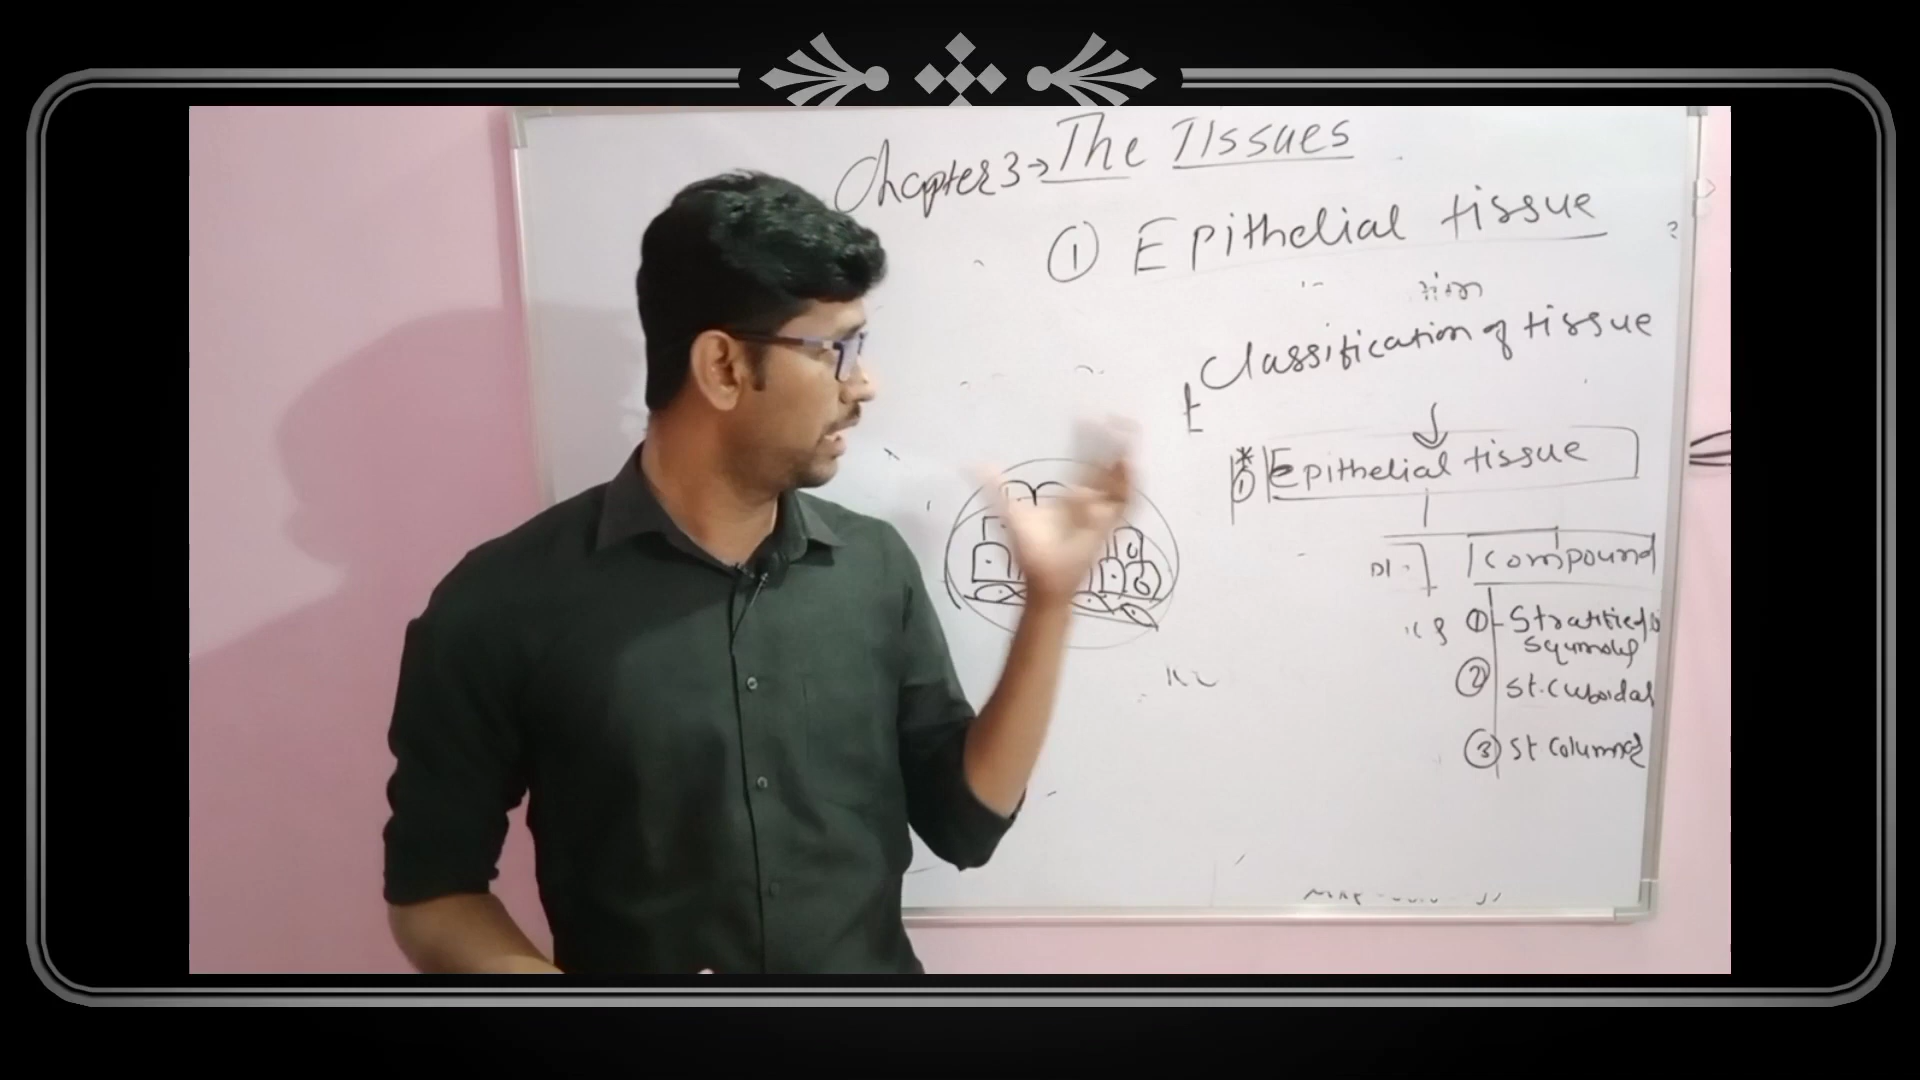 Chapter 3 → The Tissues
① Epithelial tissue
Classification of tissue
t
* ① Epithelial tissue
Compound
① Stratified
② St. Cuboidal
③ St Columnar